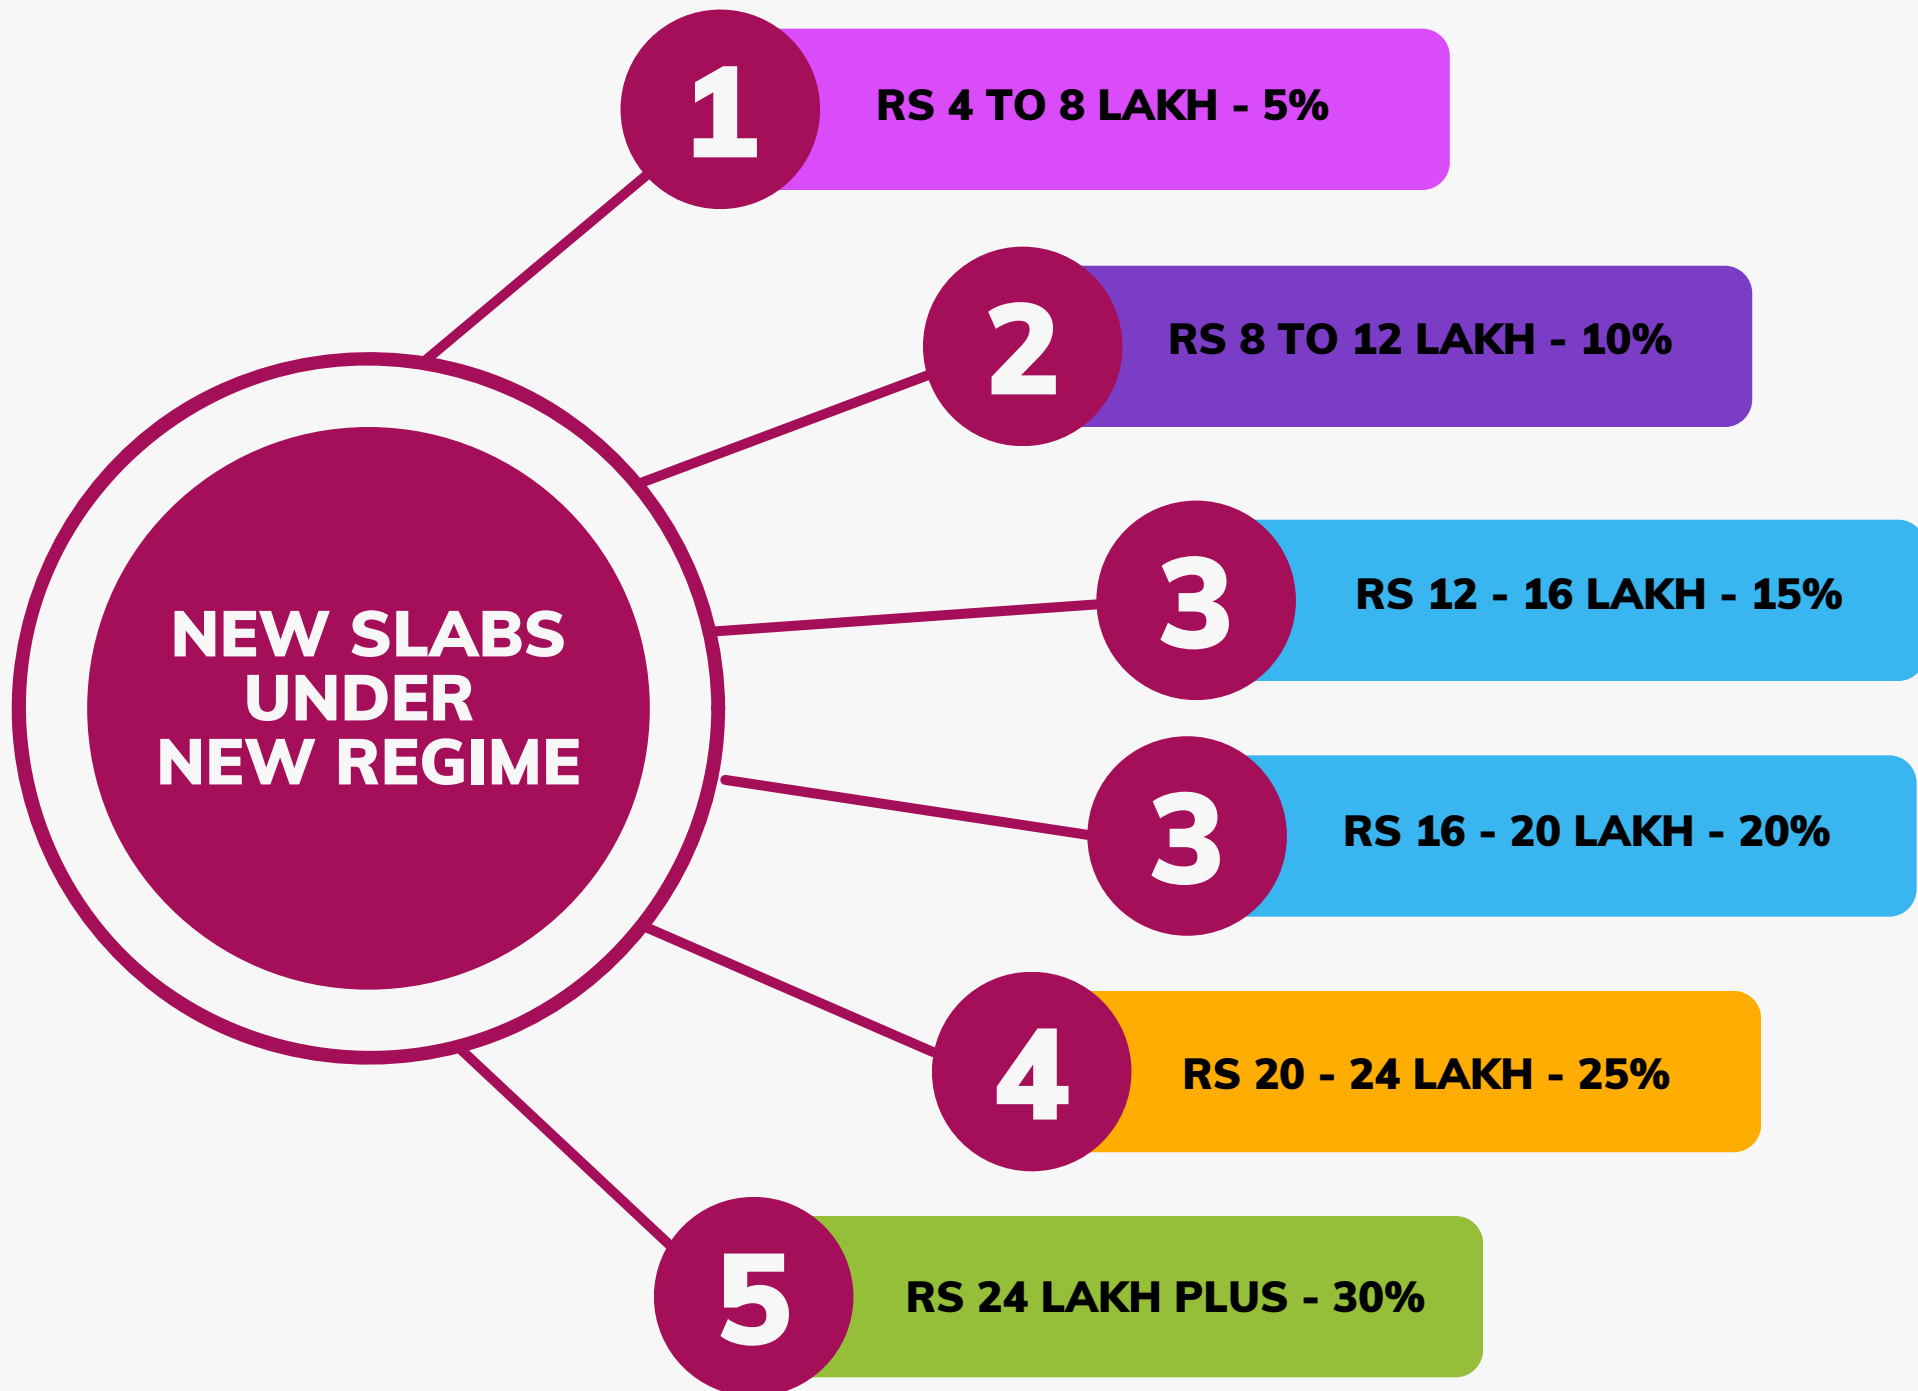 1
RS 4 TO 8 LAKH - 5%
2
RS 8 TO 12 LAKH - 10%
3
RS 12 - 16 LAKH - 15%
NEW SLABS
UNDER
NEW REGIME
3
RS 16 - 20 LAKH - 20%
4
RS 20 - 24 LAKH - 25%
5
RS 24 LAKH PLUS - 30%